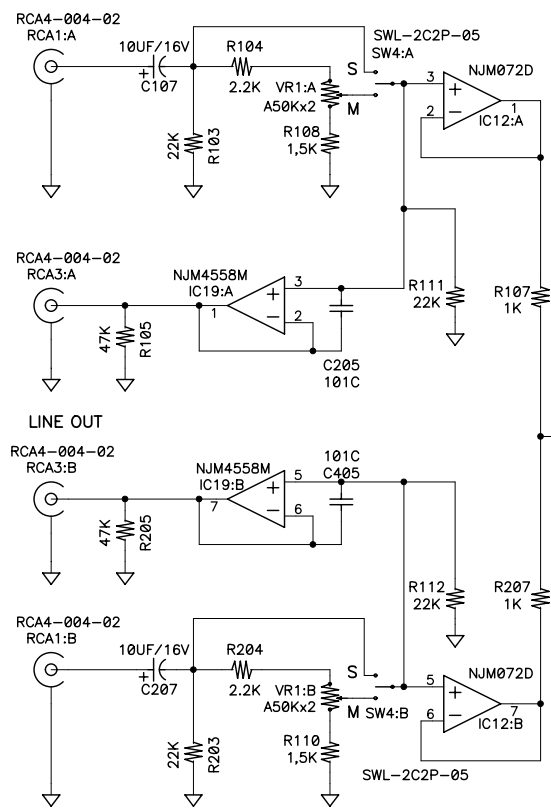 RCA4-004-02
RCA1:A
10UF/16V
+
C107
R104
2.2K
SWL-2C2P-05
SW4:A
S
M
VR1:A
A50Kx2
R108
1,5K
22K
R103
NJM072D
IC12:A
3
2
1
+
−
RCA4-004-02
RCA3:A
47K
R105
NJM4558M
IC19:A
1
3
2
+
−
C205
101C
R111
22K
R107
1K
LINE OUT
RCA4-004-02
RCA3:B
47K
R205
NJM4558M
IC19:B
7
5
6
+
−
101C
C405
R112
22K
R207
1K
RCA4-004-02
RCA1:B
10UF/16V
+
C207
R204
2.2K
S
M
SW4:B
VR1:B
A50Kx2
R110
1,5K
22K
R203
NJM072D
IC12:B
5
6
7
+
−
SWL-2C2P-05